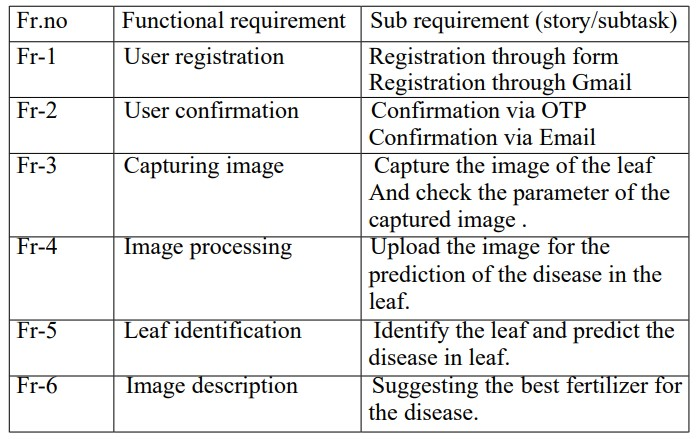 Fr.no Functional requirement Sub requirement (story/subtask)
Fr-1 User registration Registration through form
Registration through Gmail
Fr-2 User confirmation Confirmation via OTP
Confirmation via Email
Fr-3 Capturing image Capture the image of the leaf
And check the parameter of the
captured image .
Fr-4 Image processing Upload the image for the
prediction of the disease in the
leaf.
Fr-5 Leaf identification Identify the leaf and predict the
disease in leaf.
Fr-6 Image description Suggesting the best fertilizer for
the disease.